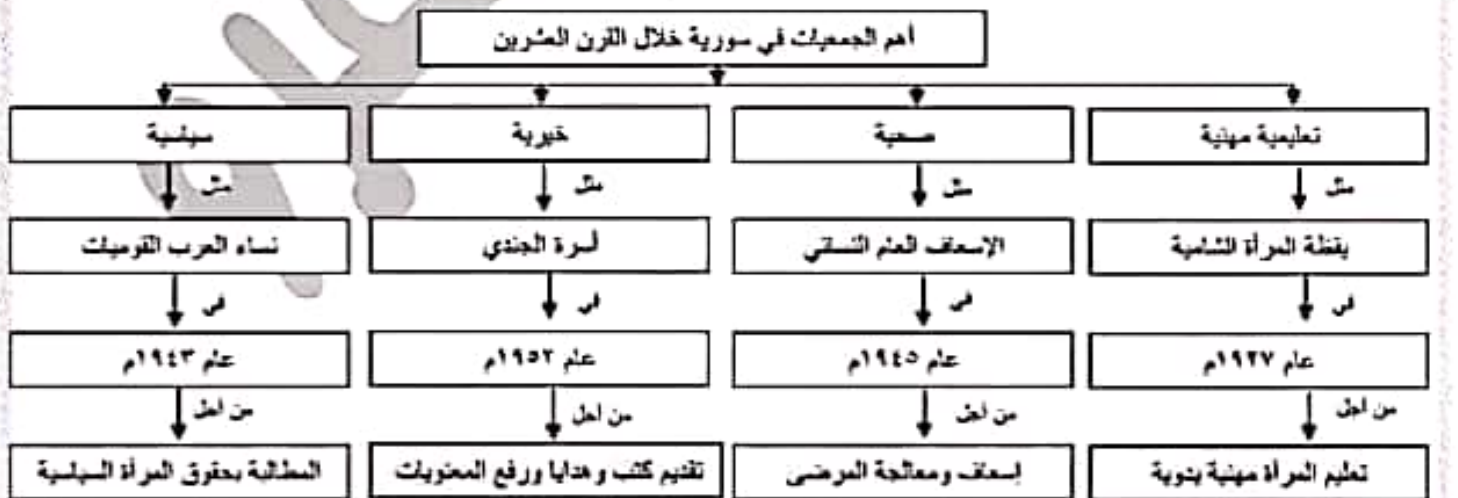 أهم الجمعيات في سورية خلال القرن العشرين
تعليمية مهنية
صحية
خيرية
سياسية
مثل
مثل
مثل
مثل
يقظة المرأة الشامية
الإسعاف العام النسائي
أسرة الجندي
نساء العرب القوميات
في
في
في
في
عام ١٩٢٧م
عام ١٩٤٥م
عام ١٩٥٢م
عام ١٩٤٣م
من أجل
من أجل
من أجل
من أجل
تعليم المرأة مهنية يدوية
إسعاف ومعالجة المرضى
تقديم كتب وهدايا ورفع المعنويات
المطالبة بحقوق المرأة السياسية